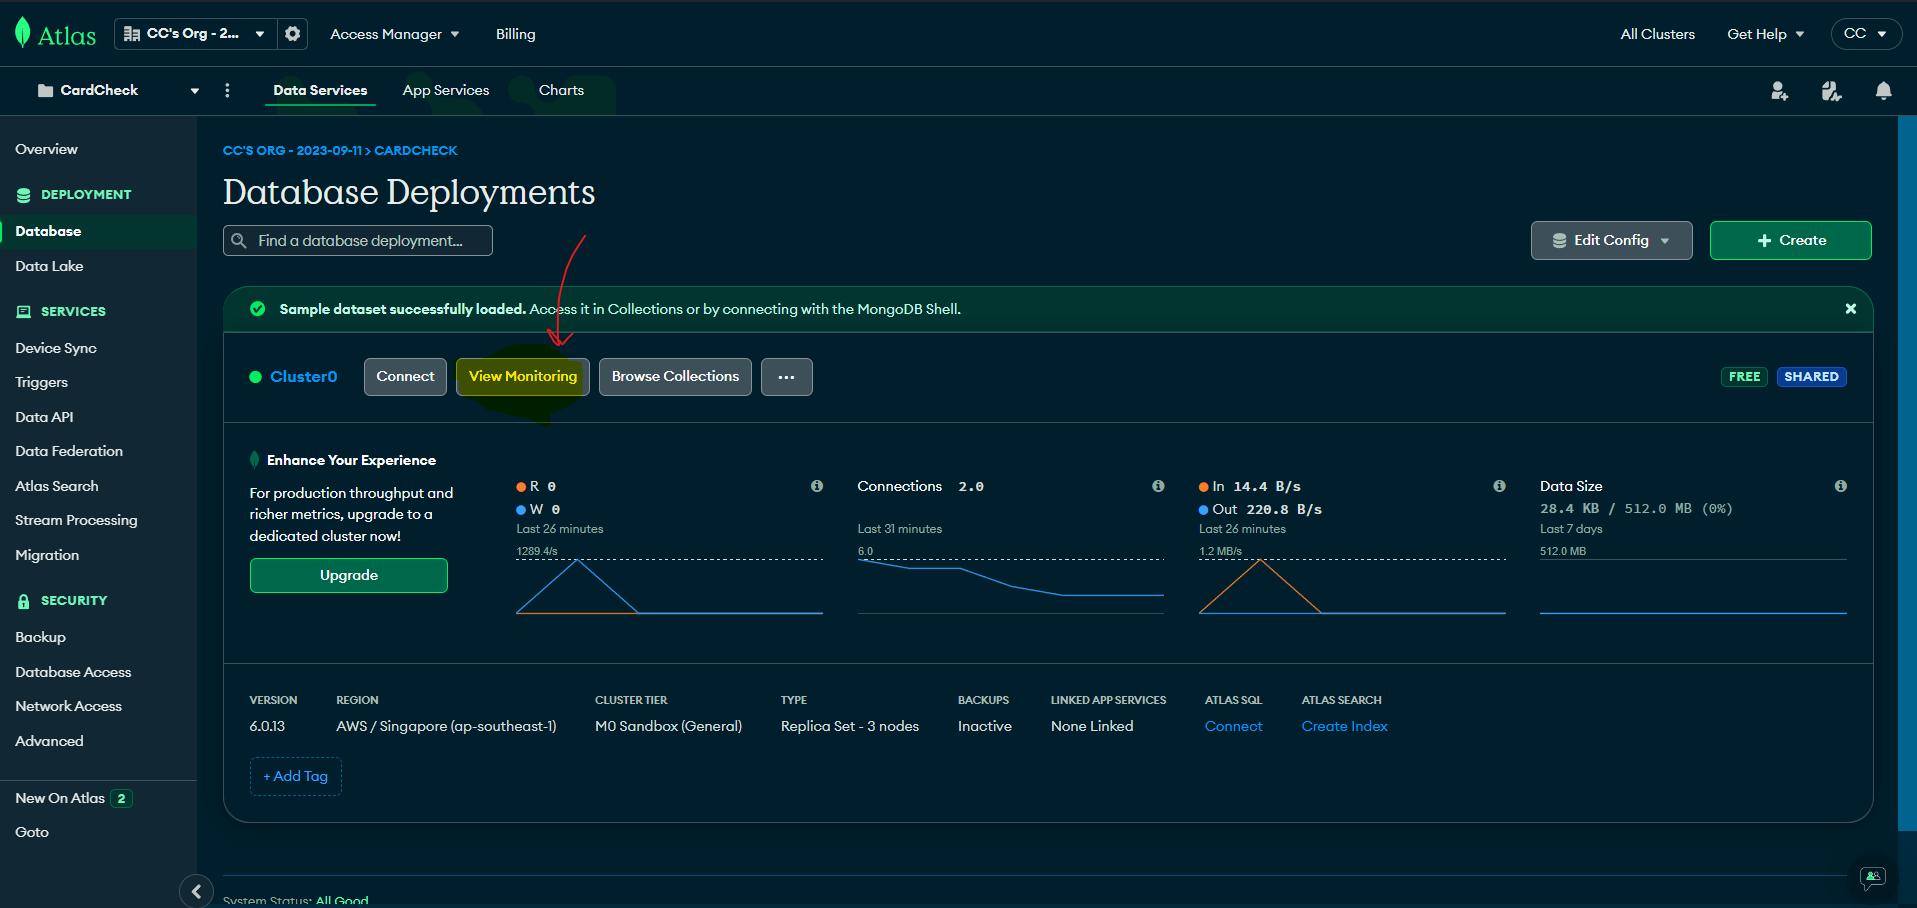 Atlas
CC's Org - 2...
Access Manager
Billing
All Clusters
Get Help
CC
CardCheck
Data Services
App Services
Charts
Overview
DEPLOYMENT
Database
Data Lake
SERVICES
Device Sync
Triggers
Data API
Data Federation
Atlas Search
Stream Processing
Migration
SECURITY
Backup
Database Access
Network Access
Advanced
New On Atlas 2
Goto
CC'S ORG - 2023-09-11 > CARDCHECK
Database Deployments
Find a database deployment...
Edit Config
+ Create
Sample dataset successfully loaded. Access it in Collections or by connecting with the MongoDB Shell.
Cluster0
Connect
View Monitoring
Browse Collections
...
FREE
SHARED
Enhance Your Experience
For production throughput and
richer metrics, upgrade to a
dedicated cluster now!
Upgrade
R 0
W 0
Last 26 minutes
1289.4/s
Connections 2.0
Last 31 minutes
6.0
In 14.4 B/s
Out 220.8 B/s
Last 26 minutes
1.2 MB/s
Data Size
28.4 KB / 512.0 MB (0%)
Last 7 days
512.0 MB
VERSION
6.0.13
REGION
AWS / Singapore (ap-southeast-1)
CLUSTER TIER
M0 Sandbox (General)
TYPE
Replica Set - 3 nodes
BACKUPS
Inactive
LINKED APP SERVICES
None Linked
ATLAS SQL
Connect
ATLAS SEARCH
Create Index
+ Add Tag
System Status: All Good